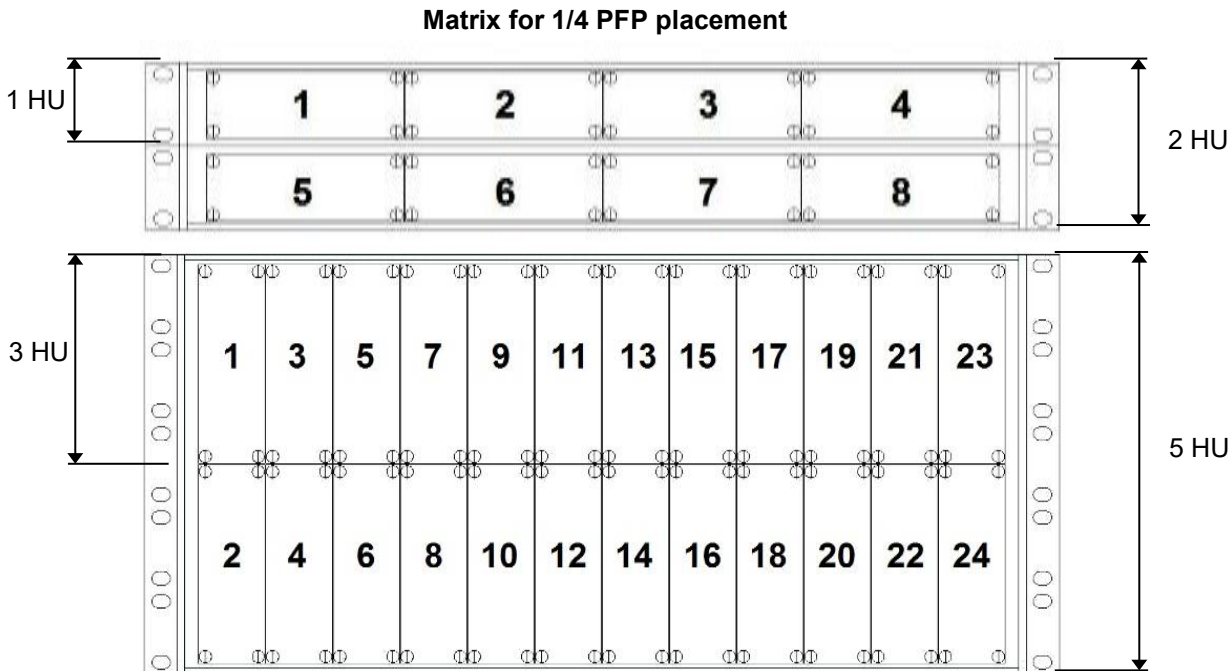 Matrix for 1/4 PFP placement
1 HU
1 2 3 4
2 HU
5 6 7 8
3 HU
1 3 5 7 9 11 13 15 17 19 21 23
5 HU
2 4 6 8 10 12 14 16 18 20 22 24